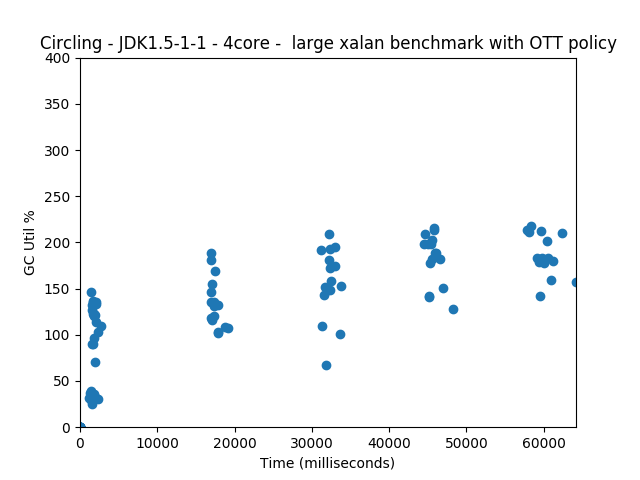 Circling - JDK1.5-1-1 - 4core -  large xalan benchmark with OTT policy
400
350
300
250
200
150
100
50
0
GC Util %
0 10000 20000 30000 40000 50000 60000
Time (milliseconds)